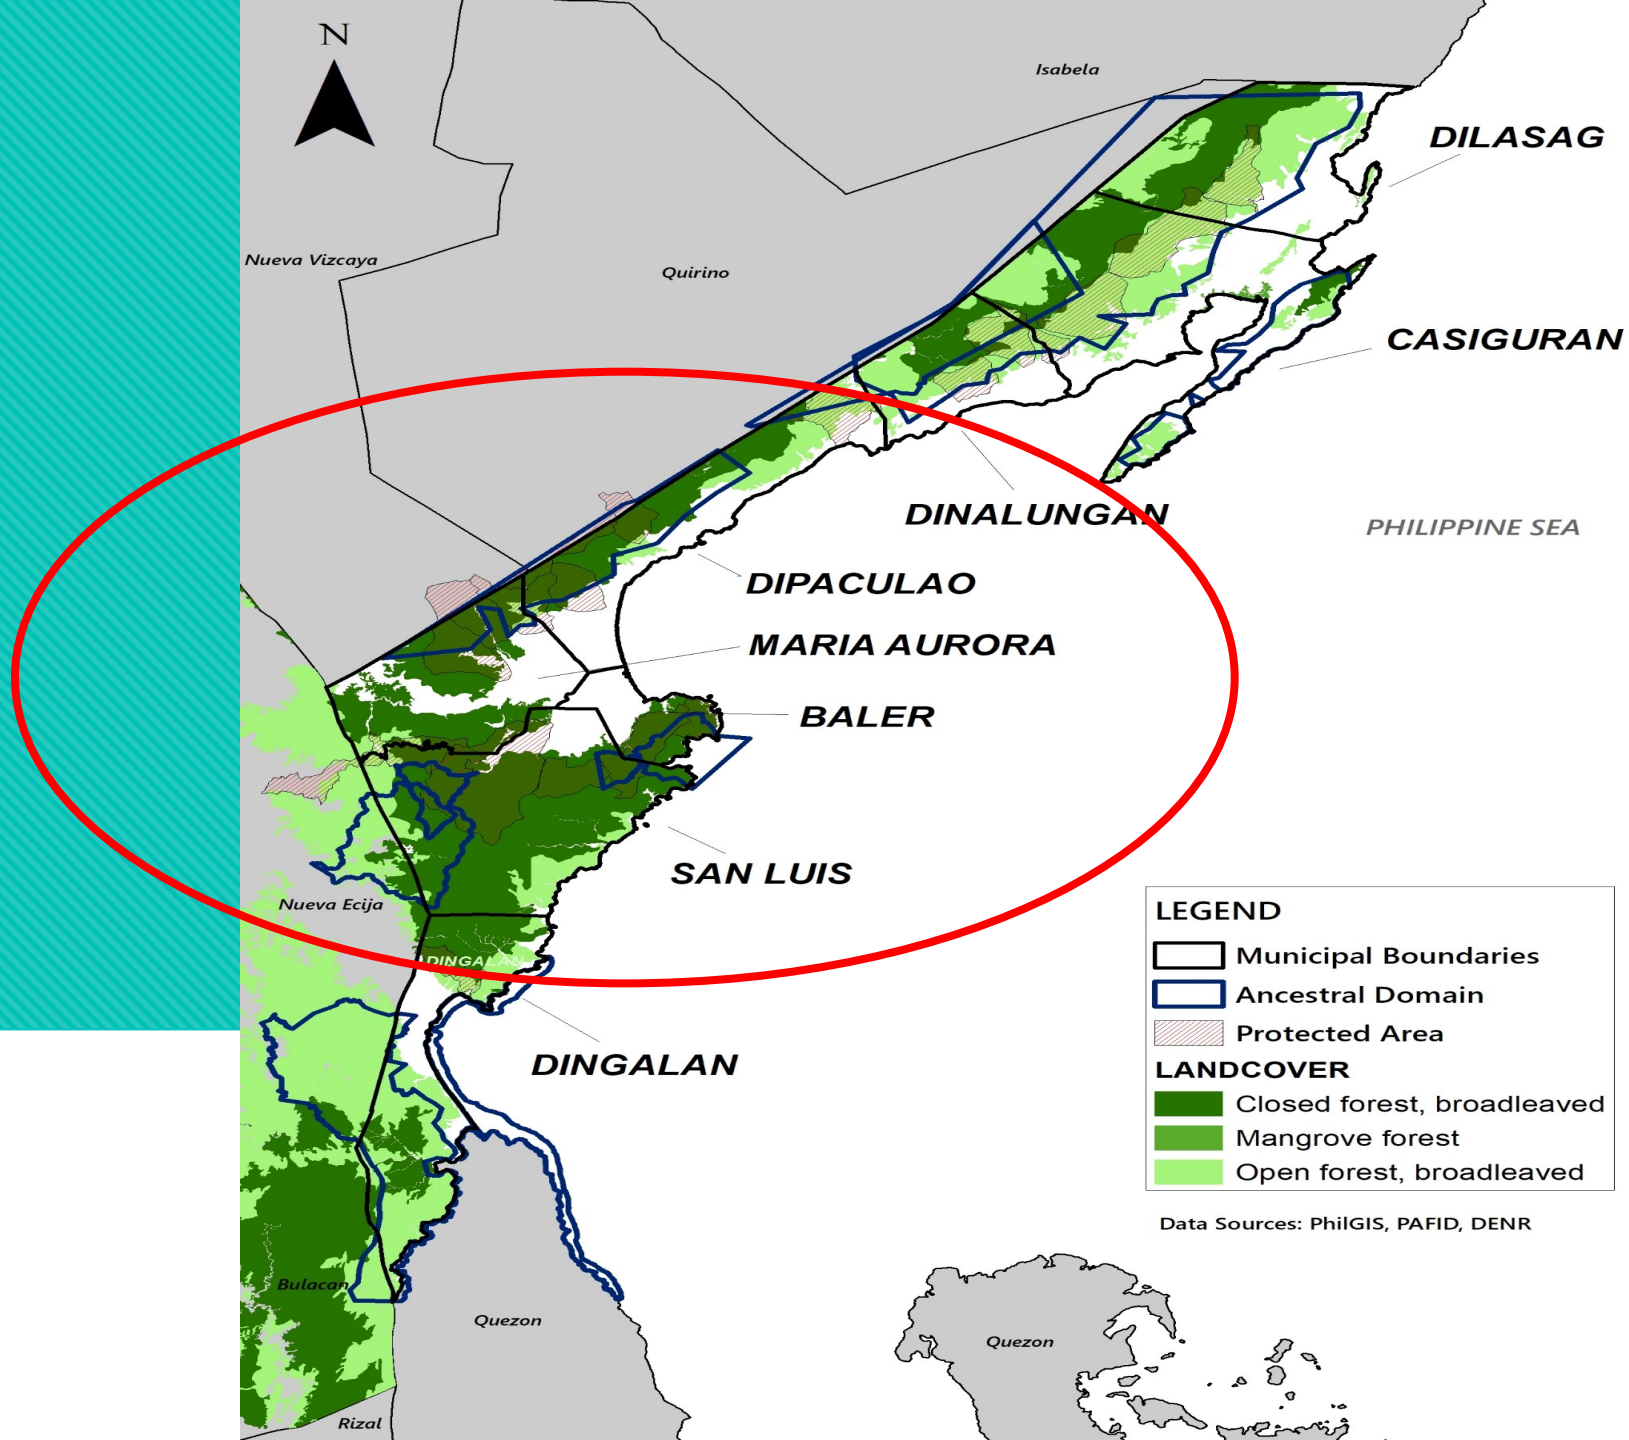 N
Isabela
DILASAG
Nueva Vizcaya
Quirino
CASIGURAN
DINALUNGAN
PHILIPPINE SEA
DIPACULAO
MARIA AURORA
BALER
SAN LUIS
Nueva Ecija
DINGALAN
DINGALAN
LEGEND
Municipal Boundaries
Ancestral Domain
Protected Area
LANDCOVER
Closed forest, broadleaved
Mangrove forest
Open forest, broadleaved
Data Sources: PhilGIS, PAFID, DENR
Bulacan
Quezon
Quezon
Rizal